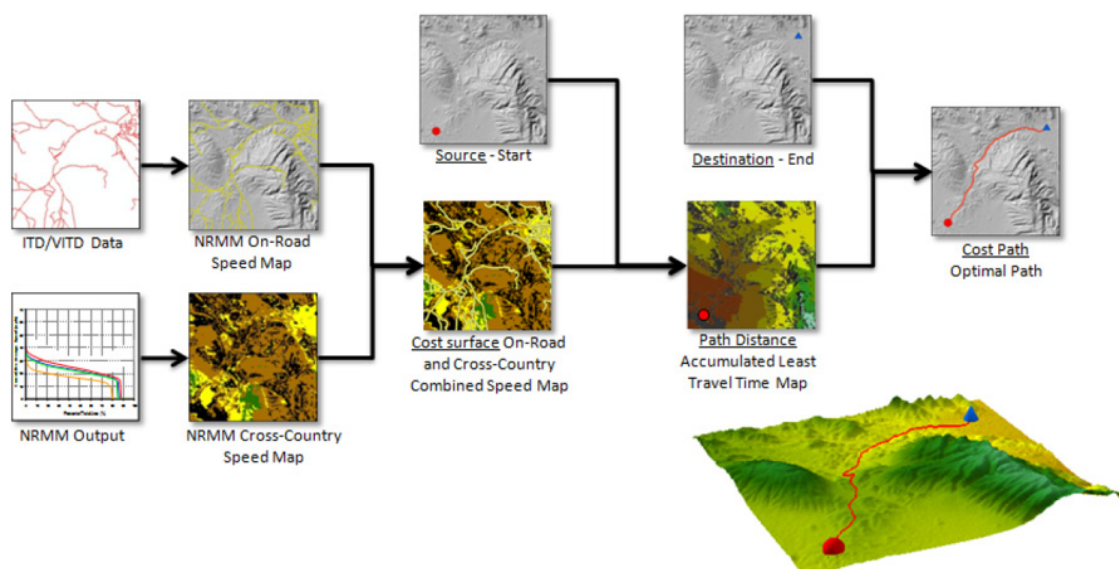 Source - Start
Destination - End
ITD/VITD Data
NRMM On-Road
Speed Map
Cost Path
Optimal Path
NRMM Output
NRMM Cross-Country
Speed Map
Cost surface On-Road
and Cross-Country
Combined Speed Map
Path Distance
Accumulated Least
Travel Time Map